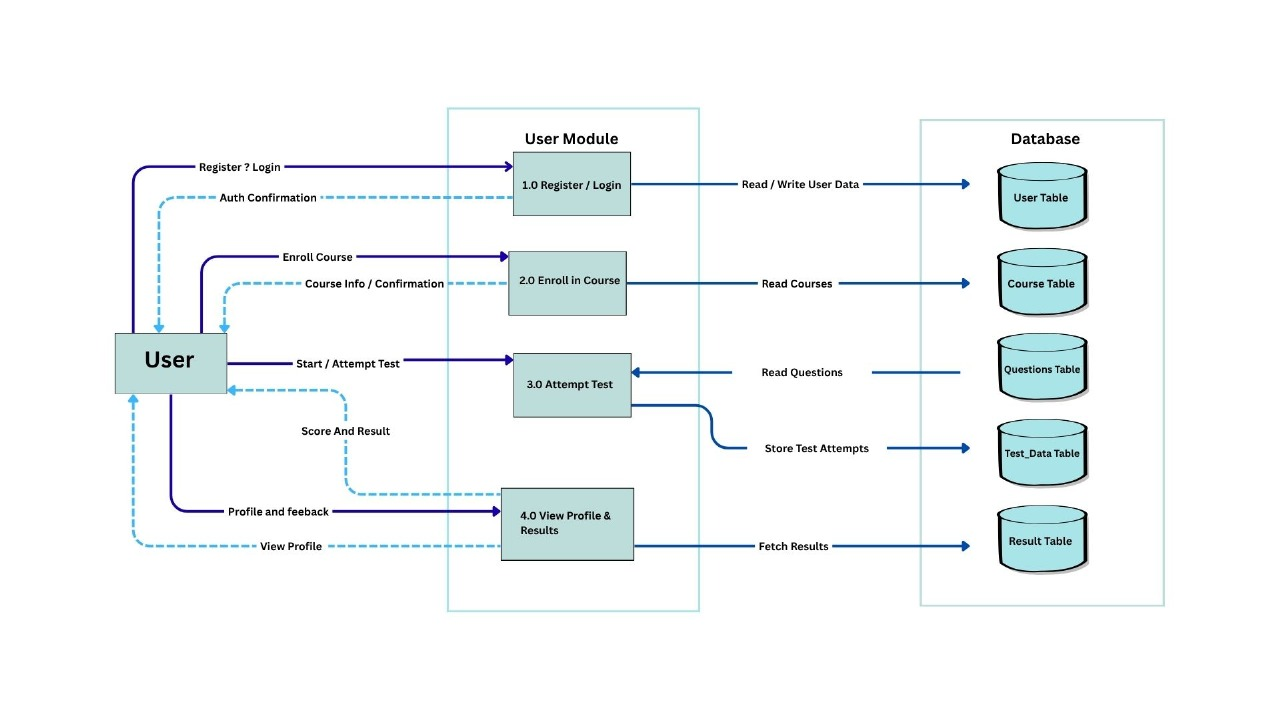 User Module
Database
Register ? Login
1.0 Register / Login
Read / Write User Data
User Table
Auth Confirmation
Enroll Course
2.0 Enroll in Course
Course Info / Confirmation
Read Courses
Course Table
User
Start / Attempt Test
3.0 Attempt Test
Read Questions
Questions Table
Score And Result
Store Test Attempts
Test_Data Table
Profile and feeback
4.0 View Profile &
Results
View Profile
Fetch Results
Result Table